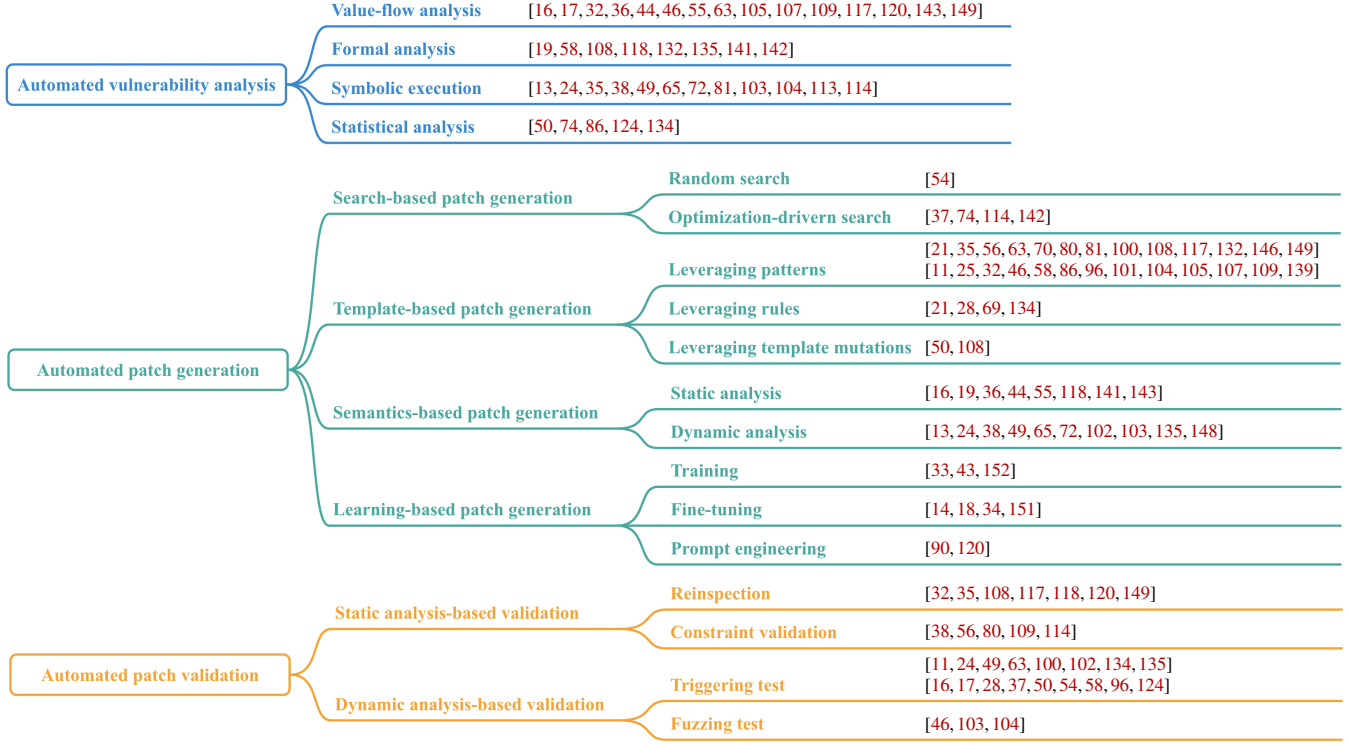 Value-flow analysis [16, 17, 32, 36, 44, 46, 55, 63, 105, 107, 109, 117, 120, 143, 149]
Formal analysis [19, 58, 108, 118, 132, 135, 141, 142]
Automated vulnerability analysis
Symbolic execution [13, 24, 35, 38, 49, 65, 72, 81, 103, 104, 113, 114]
Statistical analysis [50, 74, 86, 124, 134]
Random search [54]
Search-based patch generation
Optimization-drivern search [37, 74, 114, 142]
[21, 35, 56, 63, 70, 80, 81, 100, 108, 117, 132, 146, 149]
Leveraging patterns [11, 25, 32, 46, 58, 86, 96, 101, 104, 105, 107, 109, 139]
Template-based patch generation
Leveraging rules [21, 28, 69, 134]
Leveraging template mutations [50, 108]
Automated patch generation
Static analysis [16, 19, 36, 44, 55, 118, 141, 143]
Semantics-based patch generation
Dynamic analysis [13, 24, 38, 49, 65, 72, 102, 103, 135, 148]
Training [33, 43, 152]
Learning-based patch generation
Fine-tuning [14, 18, 34, 151]
Prompt engineering [90, 120]
Reinspection [32, 35, 108, 117, 118, 120, 149]
Static analysis-based validation
Constraint validation [38, 56, 80, 109, 114]
Automated patch validation
[11, 24, 49, 63, 100, 102, 134, 135]
Triggering test [16, 17, 28, 37, 50, 54, 58, 96, 124]
Dynamic analysis-based validation
Fuzzing test [46, 103, 104]